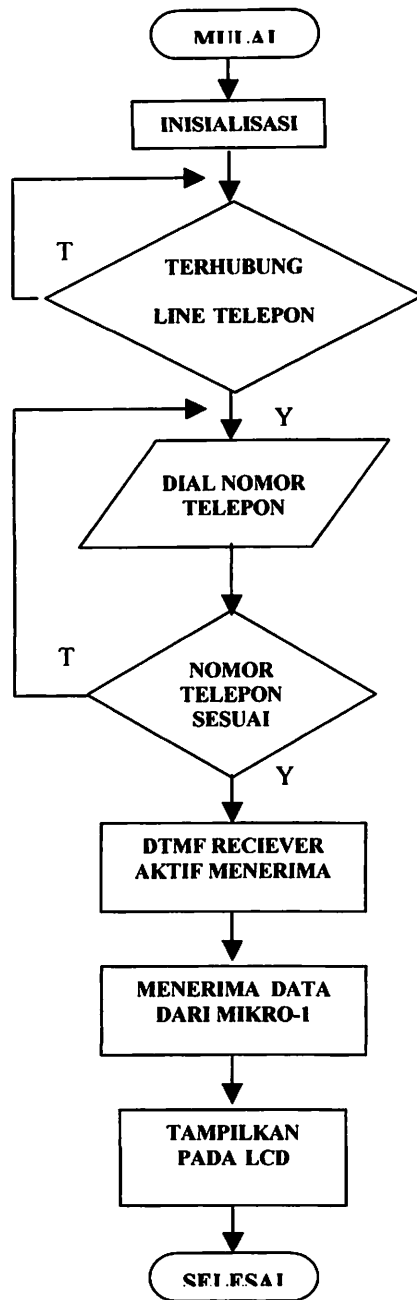 MULAI
INISIALISASI
T
TERHUBUNG
LINE TELEPON
Y
DIAL NOMOR
TELEPON
T
NOMOR
TELEPON
SESUAI
Y
DTMF RECIEVER
AKTIF MENERIMA
MENERIMA DATA
DARI MIKRO-1
TAMPILKAN
PADA LCD
SELESAI